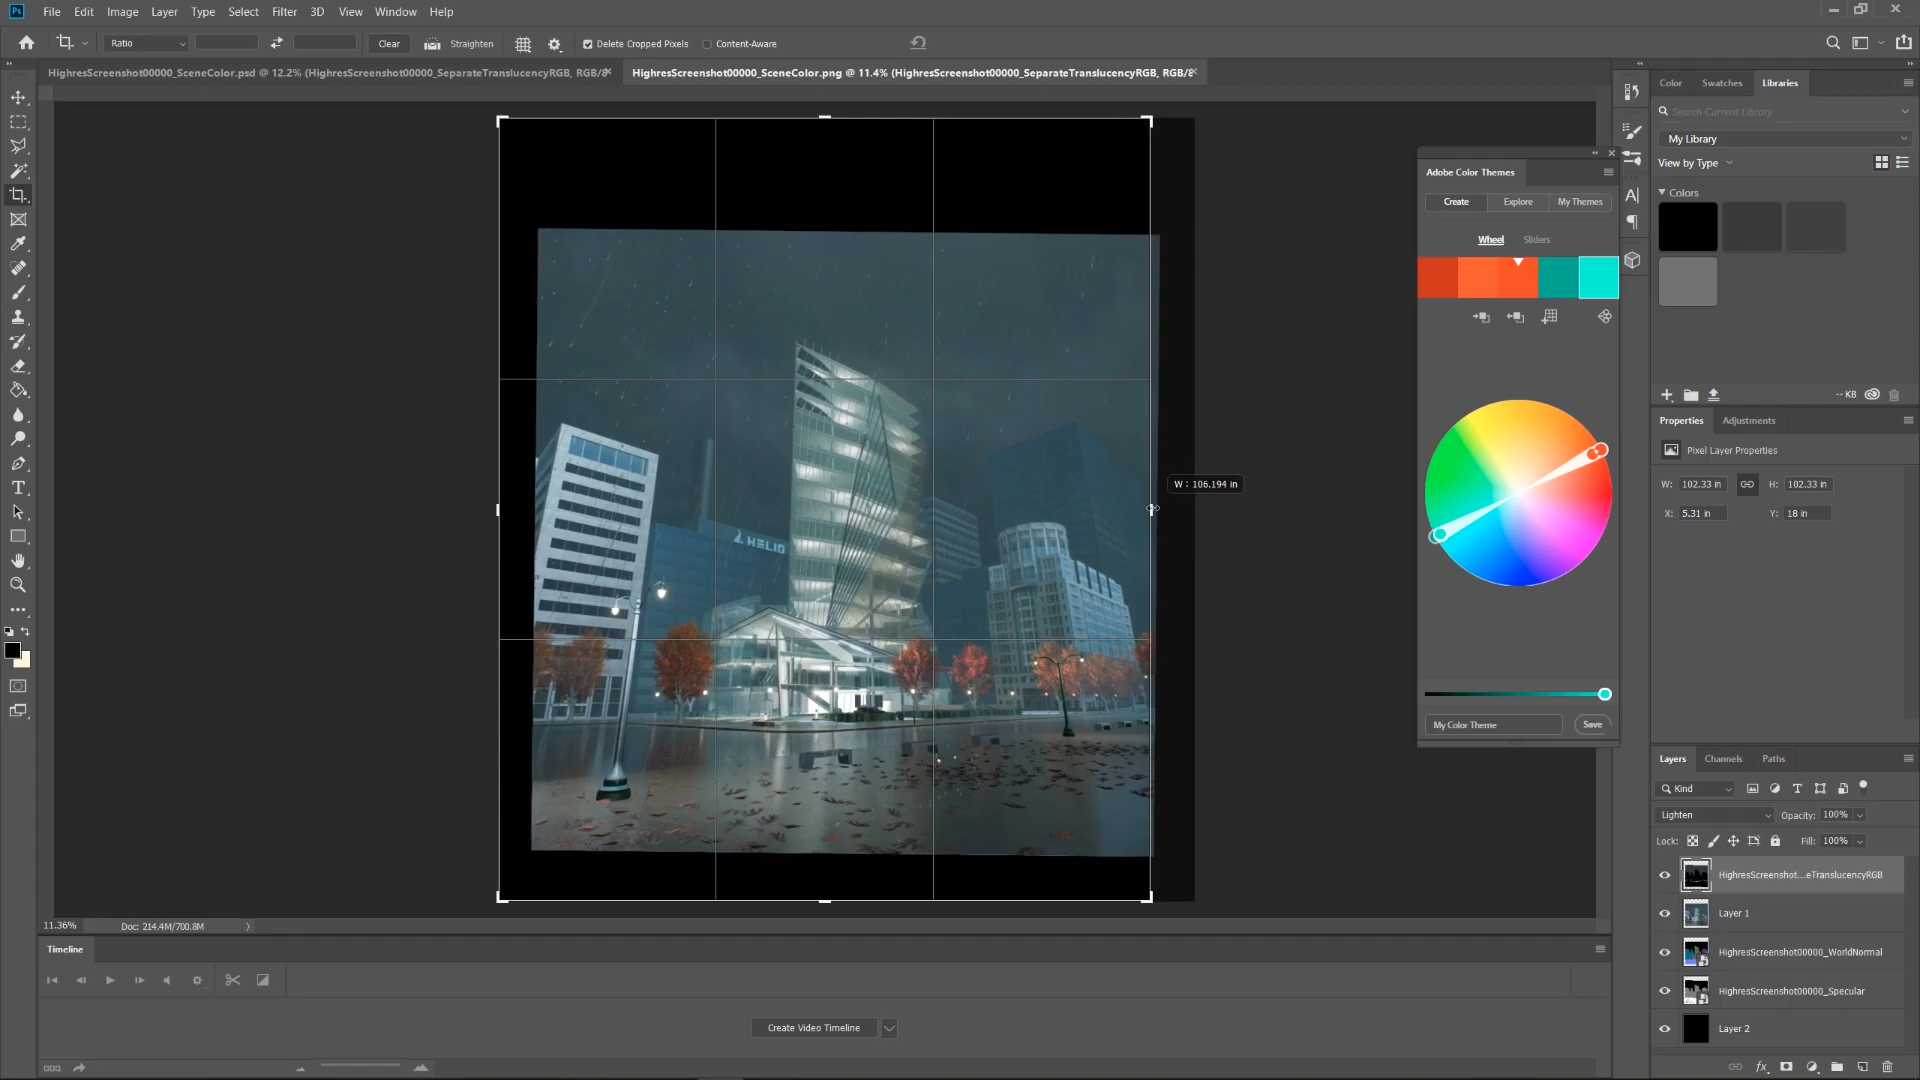 Ps File Edit Image Layer Type Select Filter 3D View Window Help
Ratio Clear Straighten Delete Cropped Pixels Content-Aware
HighresScreenshot00000_SceneColor.psd @ 12.2% (HighresScreenshot00000_SeparateTranslucencyRGB, RGB/8
HighresScreenshot00000_SceneColor.png @ 11.4% (HighresScreenshot00000_SeparateTranslucencyRGB, RGB/8
Color Swatches Libraries
Search Current Library
My Library
View by Type
Colors
-- KB
Adobe Color Themes
Create Explore My Themes
Wheel Sliders
My Color Theme Save
W : 106.194 in
HELIO
Properties Adjustments
Pixel Layer Properties
W: 102.33 in H: 102.33 in
X: 5.31 in Y: 18 in
Layers Channels Paths
Kind
Lighten Opacity: 100%
Lock: Fill: 100%
HighresScreenshot...eTranslucencyRGB
Layer 1
HighresScreenshot00000_WorldNormal
HighresScreenshot00000_Specular
Layer 2
11.36% Doc: 214.4M/700.8M
Timeline
Create Video Timeline